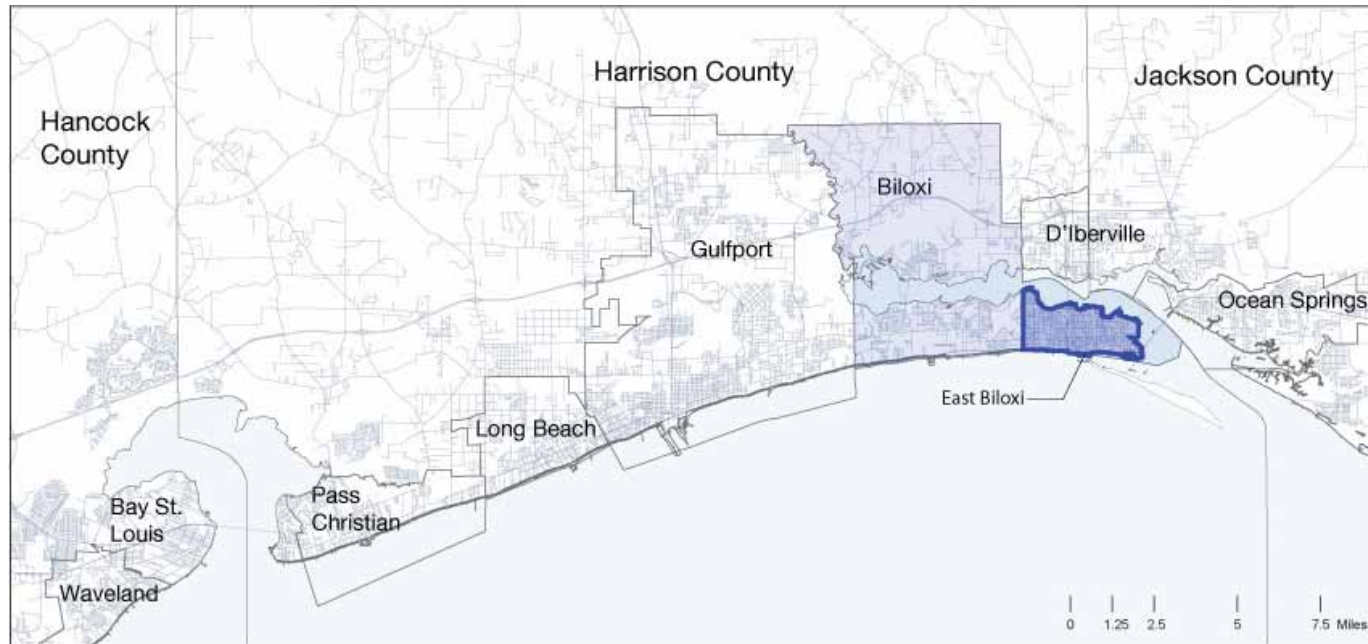 Harrison County
Jackson County
Hancock
County
Biloxi
D'Iberville
Gulfport
Ocean Springs
East Biloxi
Long Beach
Pass
Christian
Bay St.
Louis
Waveland
0 1.25 2.5 5 7.5 Miles